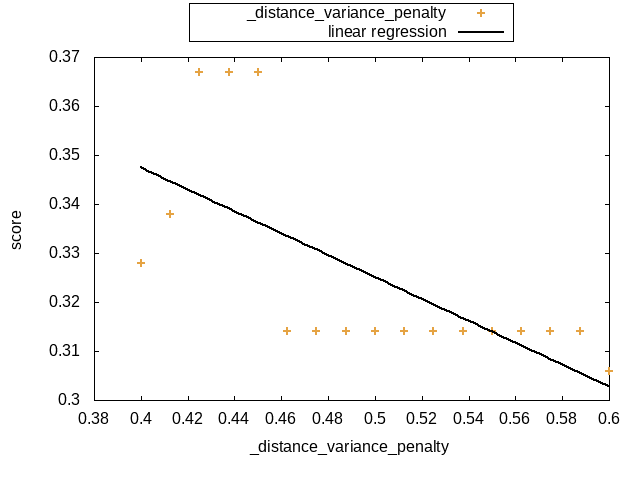 _distance_variance_penalty
linear regression
0.37
0.36
0.35
0.34
0.33
0.32
0.31
0.3
score
0.38 0.4 0.42 0.44 0.46 0.48 0.5 0.52 0.54 0.56 0.58 0.6
_distance_variance_penalty